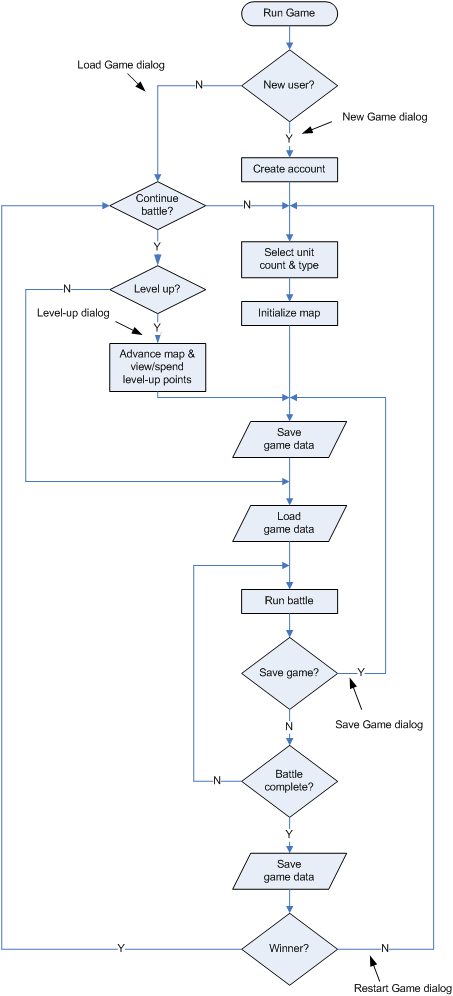 Run Game
Load Game dialog
New user?
N
New Game dialog
Y
Create account
Continue
battle?
N
Select unit
count & type
Y
Level up?
N
Initialize map
Level-up dialog
Y
Advance map &
view/spend
level-up points
Save
game data
Load
game data
Run battle
Save game?
Y
Save Game dialog
N
Battle
complete?
N
Y
Save
game data
Winner?
Y
N
Restart Game dialog